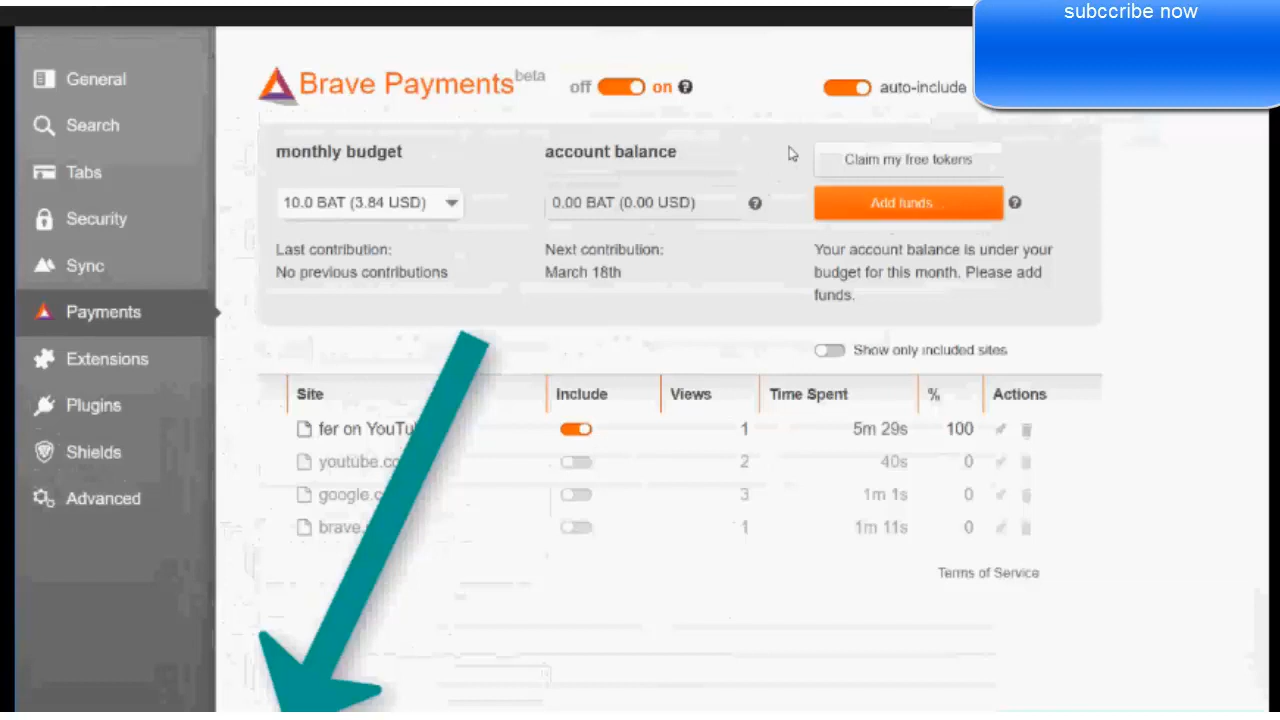 subccribe now
General
Search
Tabs
Security
Sync
Payments
Extensions
Plugins
Shields
Advanced
Brave Payments beta
off on ?
auto-include
monthly budget
account balance
Claim my free tokens
10.0 BAT (3.84 USD)
0.00 BAT (0.00 USD) ?
Add funds... ?
Last contribution:
No previous contributions
Next contribution:
March 18th
Your account balance is under your
budget for this month. Please add
funds.
Show only included sites
Site Include Views Time Spent % Actions
fer on YouTu 1 5m 29s 100
youtube.co 2 40s 0
google.c 3 1m 1s 0
brave. 1 1m 11s 0
Terms of Service